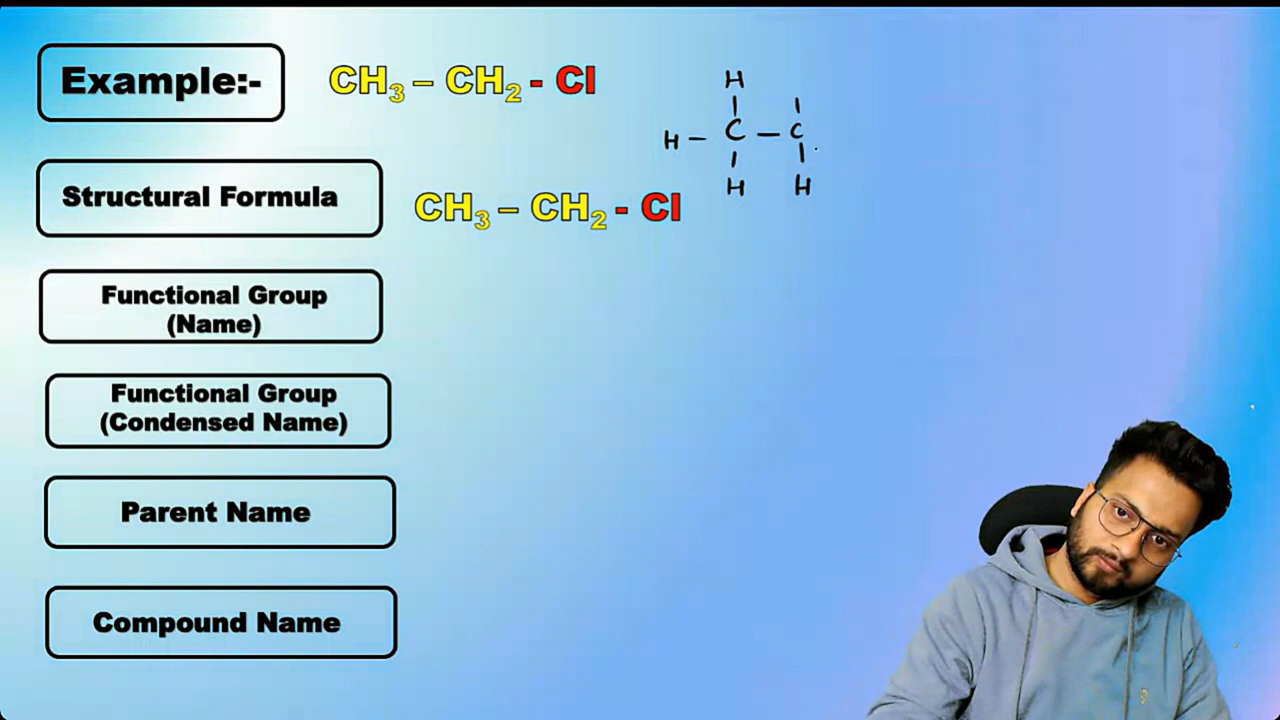 Example:-
CH₃ – CH₂ - Cl
H
H – C – C
H H
Structural Formula
CH₃ – CH₂ - Cl
Functional Group
(Name)
Functional Group
(Condensed Name)
Parent Name
Compound Name